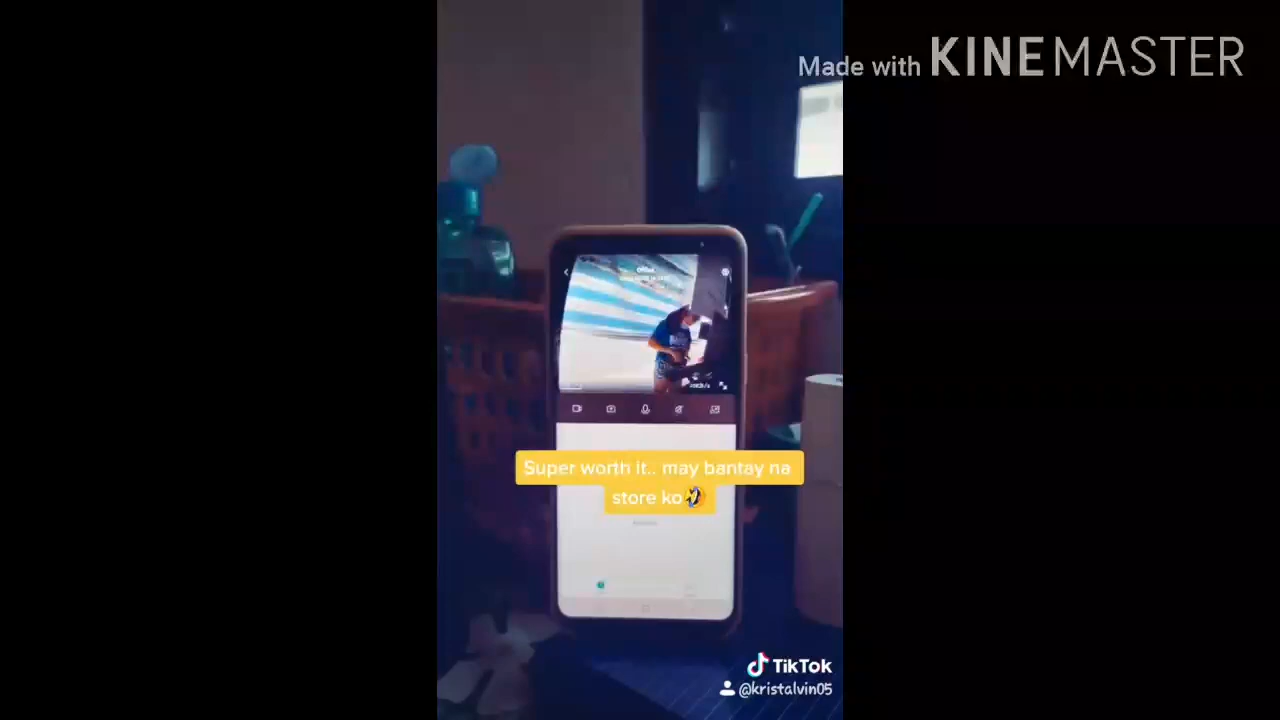 Made with KINEMASTER
Super worth it.. may bantay na
store ko🤣
TikTok
@kristalvin05